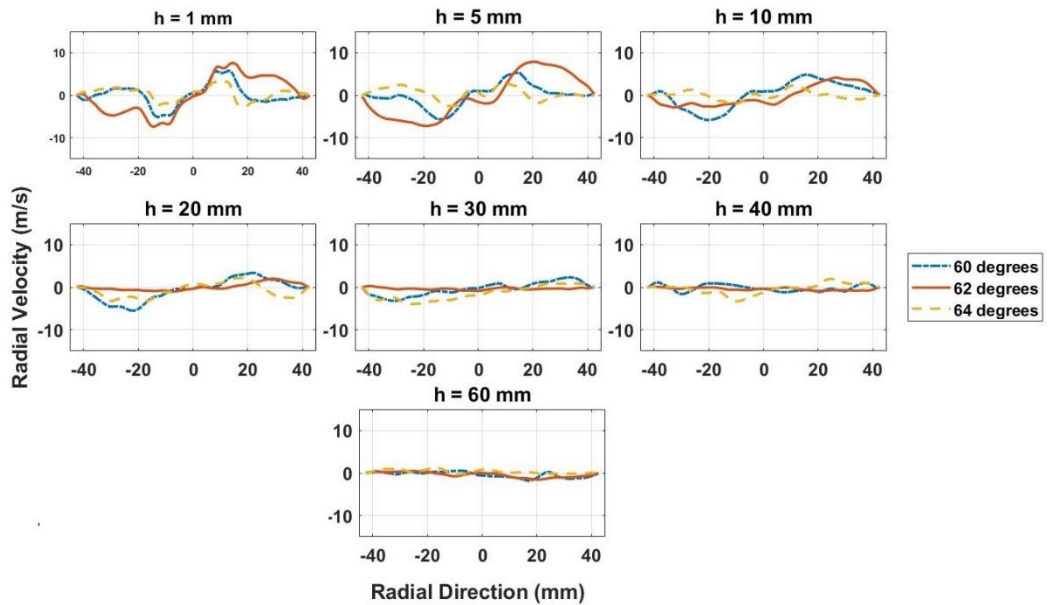 h = 1 mm
h = 5 mm
h = 10 mm
10
0
-10
-40 -20 0 20 40
10
0
-10
-40 -20 0 20 40
10
0
-10
-40 -20 0 20 40
Radial Velocity (m/s)
h = 20 mm
h = 30 mm
h = 40 mm
10
0
-10
-40 -20 0 20 40
10
0
-10
-40 -20 0 20 40
10
0
-10
-40 -20 0 20 40
60 degrees
62 degrees
64 degrees
h = 60 mm
10
0
-10
-40 -20 0 20 40
Radial Direction (mm)